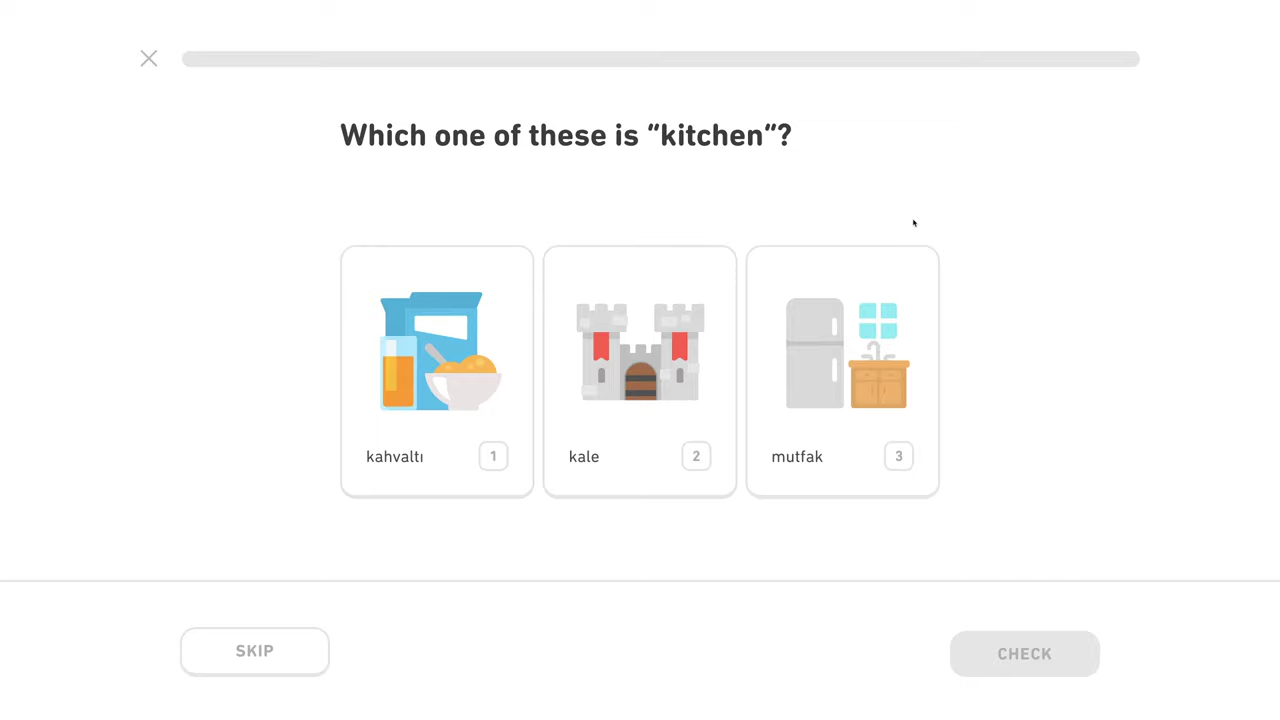 Which one of these is “kitchen”?
kahvaltı 1
kale 2
mutfak 3
SKIP
CHECK